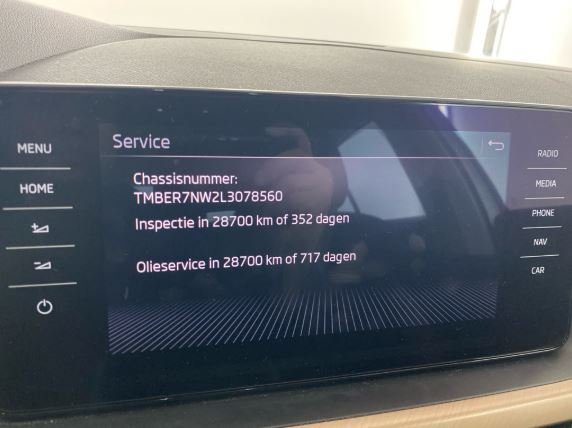 Service
Chassisnummer:
TMBER7NW2L3078560
Inspectie in 28700 km of 352 dagen
Olieservice in 28700 km of 717 dagen
MENU
HOME
RADIO
MEDIA
PHONE
NAV
CAR